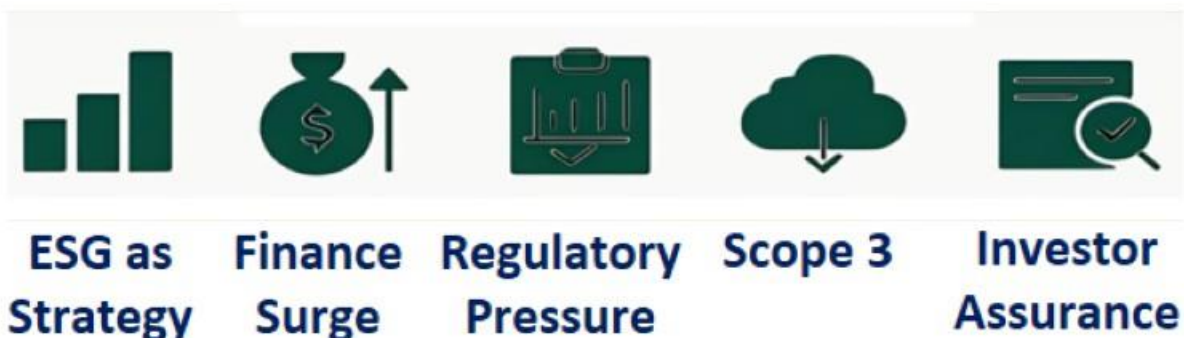 $
ESG as Strategy
Finance Surge
Regulatory Pressure
Scope 3
Investor Assurance